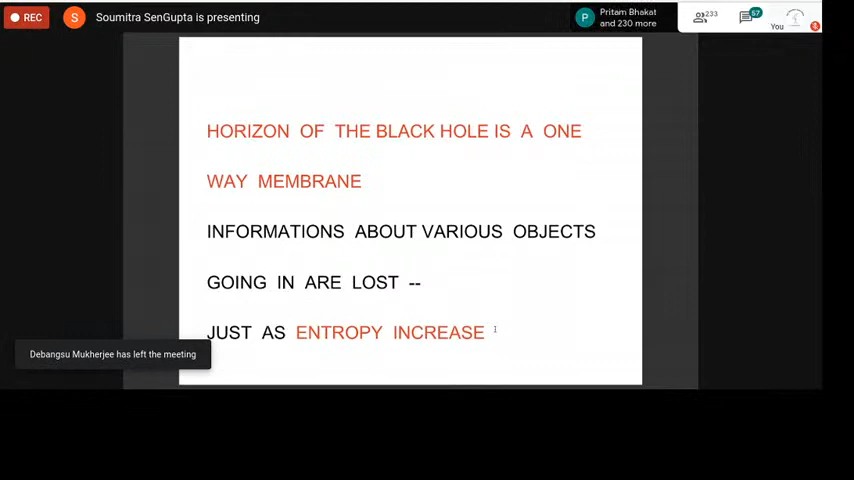 REC
S
Soumitra SenGupta is presenting
P
Pritam Bhakat
and 230 more
233
57
You
HORIZON OF THE BLACK HOLE IS A ONE
WAY MEMBRANE
INFORMATIONS ABOUT VARIOUS OBJECTS
GOING IN ARE LOST --
JUST AS ENTROPY INCREASE
Debangsu Mukherjee has left the meeting